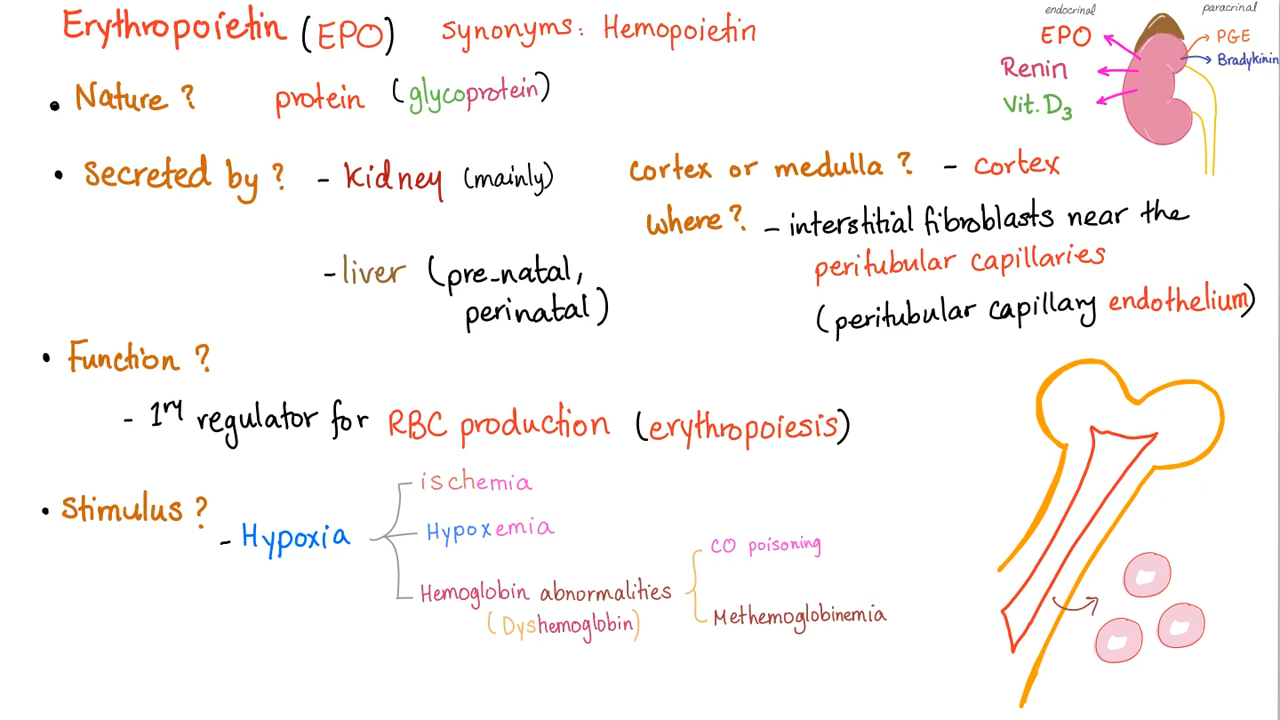 Erythropoietin (EPO) Synonyms: Hemopoietin
endocrinal
paracrinal
EPO
PGE
Renin
Bradykinin
Vit. D3
• Nature ? protein (glycoprotein)
• Secreted by ? - Kidney (mainly)
cortex or medulla ? - cortex
where ? - interstitial fibroblasts near the
peritubular capillaries
(peritubular capillary endothelium)
- liver (pre-natal,
perinatal)
• Function ?
- 1ry regulator for RBC production (erythropoiesis)
• Stimulus ?
- Hypoxia
ischemia
Hypoxemia
Hemoglobin abnormalities
(Dyshemoglobin)
CO poisoning
Methemoglobinemia